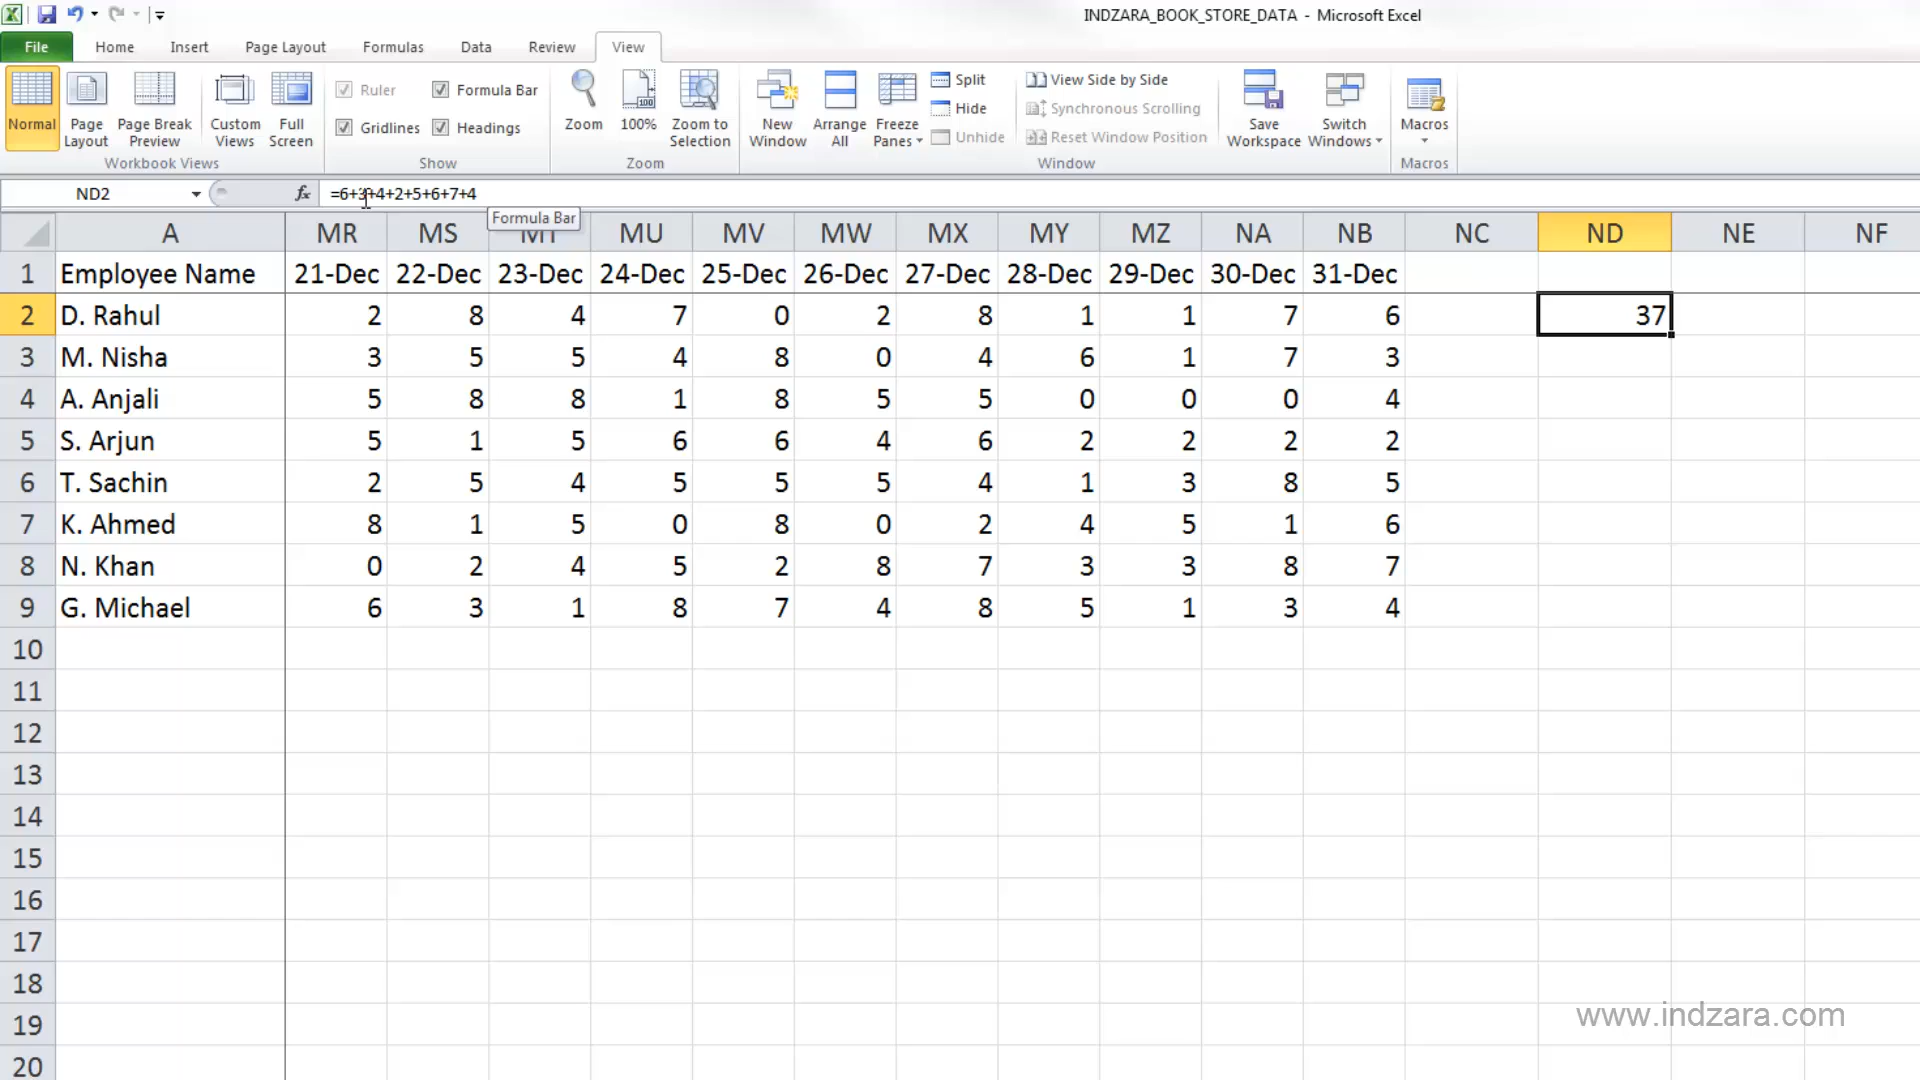 INDZARA_BOOK_STORE_DATA - Microsoft Excel
File Home Insert Page Layout Formulas Data Review View
Normal Page Layout Page Break Preview Custom Views Full Screen
Workbook Views
Ruler Formula Bar
Gridlines Headings
Show
Zoom 100% Zoom to Selection
Zoom
New Window Arrange All Freeze Panes Split Hide Unhide
View Side by Side
Synchronous Scrolling
Reset Window Position
Window
Save Workspace Switch Windows
Macros
Macros
ND2 fx =6+3+4+2+5+6+7+4
Formula Bar
A MR MS MT MU MV MW MX MY MZ NA NB NC ND NE NF
1 Employee Name 21-Dec 22-Dec 23-Dec 24-Dec 25-Dec 26-Dec 27-Dec 28-Dec 29-Dec 30-Dec 31-Dec
2 D. Rahul 2 8 4 7 0 2 8 1 1 7 6 37
3 M. Nisha 3 5 5 4 8 0 4 6 1 7 3
4 A. Anjali 5 8 8 1 8 5 5 0 0 0 4
5 S. Arjun 5 1 5 6 6 4 6 2 2 2 2
6 T. Sachin 2 5 4 5 5 5 4 1 3 8 5
7 K. Ahmed 8 1 5 0 8 0 2 4 5 1 6
8 N. Khan 0 2 4 5 2 8 7 3 3 8 7
9 G. Michael 6 3 1 8 7 4 8 5 1 3 4
10
11
12
13
14
15
16
17
18
19
20
www.indzara.com